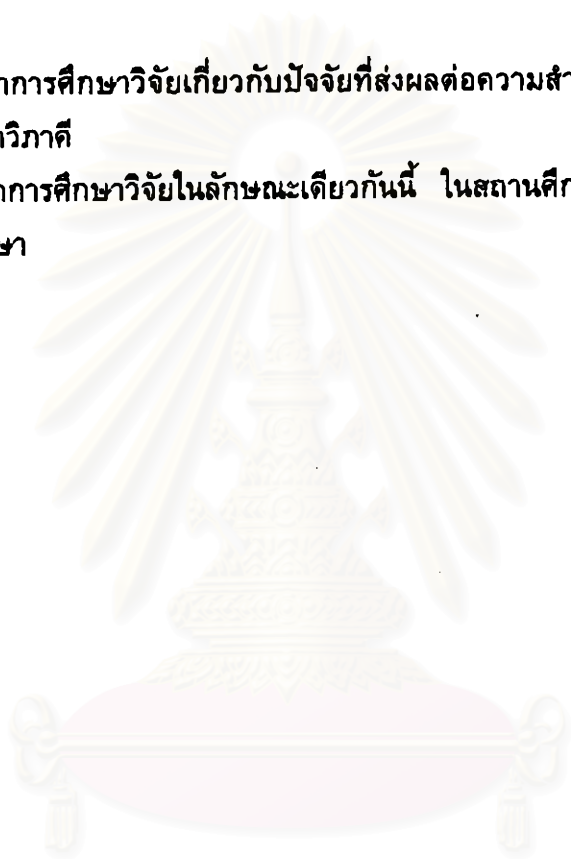 าการศึกษาวิจัยเกี่ยวกับปัจจัยที่ส่งผลต่อความสำ
าวิภาคี
าการศึกษาวิจัยในลักษณะเดียวกันนี้ ในสถานศึก
ษา